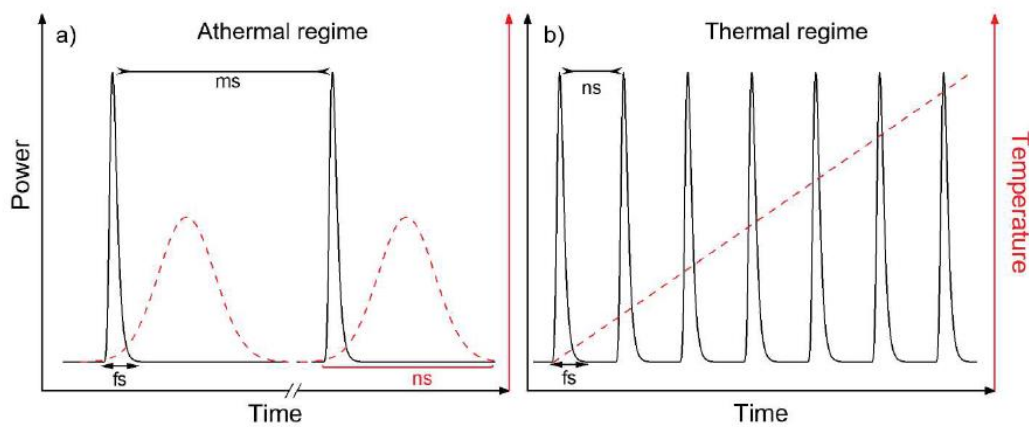 a)
Athermal regime
ms
Power
fs
ns
Time
b)
Thermal regime
ns
fs
Temperature
Time